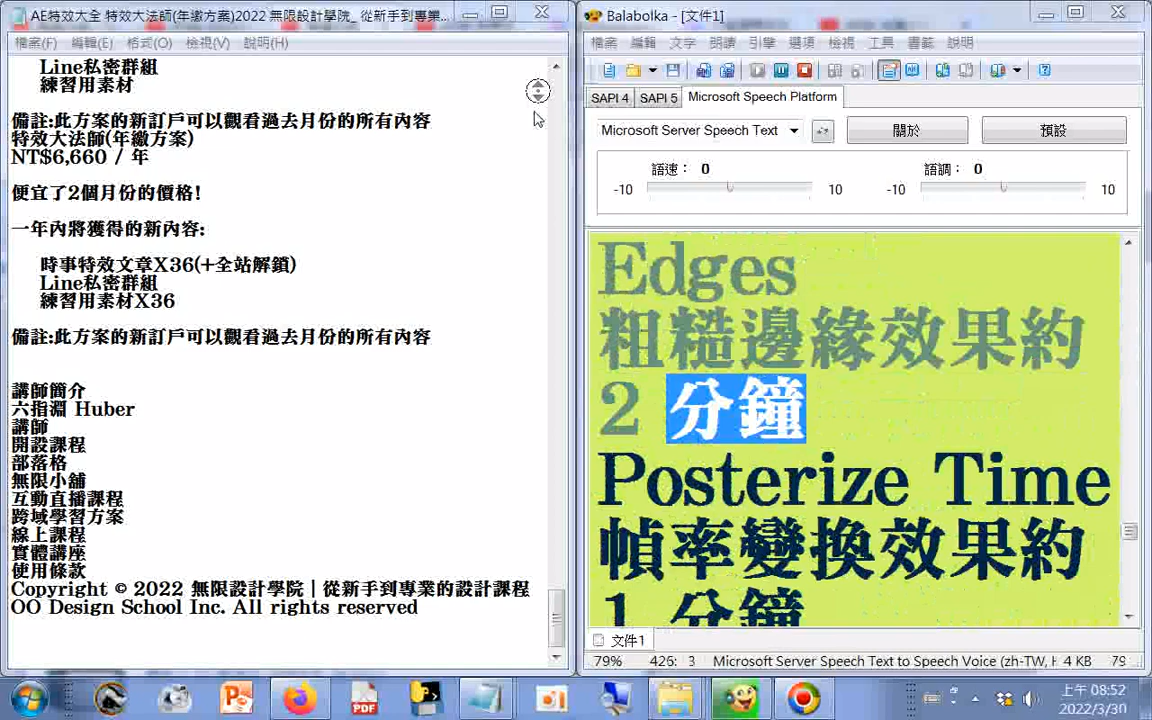 AE特效大全 特效大法師(年繳方案)2022 無限設計學院_ 從新手到專業...
檔案(F) 編輯(E) 格式(O) 檢視(V) 說明(H)
Line私密群組
練習用素材
備註:此方案的新訂戶可以觀看過去月份的所有內容
特效大法師(年繳方案)
NT$6,660 / 年
便宜了2個月份的價格!
一年內將獲得的新內容:
時事特效文章X36(+全站解鎖)
Line私密群組
練習用素材X36
備註:此方案的新訂戶可以觀看過去月份的所有內容
講師簡介
六指淵 Huber
講師
開設課程
部落格
無限小舖
互動直播課程
跨域學習方案
線上課程
實體講座
使用條款
Copyright © 2022 無限設計學院 | 從新手到專業的設計課程
OO Design School Inc. All rights reserved
Balabolka - [文件1]
檔案 編輯 文字 朗讀 引擎 選項 檢視 工具 書籤 說明
SAPI 4 SAPI 5 Microsoft Speech Platform
Microsoft Server Speech Text 關於 預設
語速： 0 語調： 0
-10 10 -10 10
Edges
粗糙邊緣效果約
2 分鐘
Posterize Time
幀率變換效果約
1 分鐘
文件1
79% 426: 3 Microsoft Server Speech Text to Speech Voice (zh-TW, H 4 KB 79
PDF
上午 08:52
2022/3/30